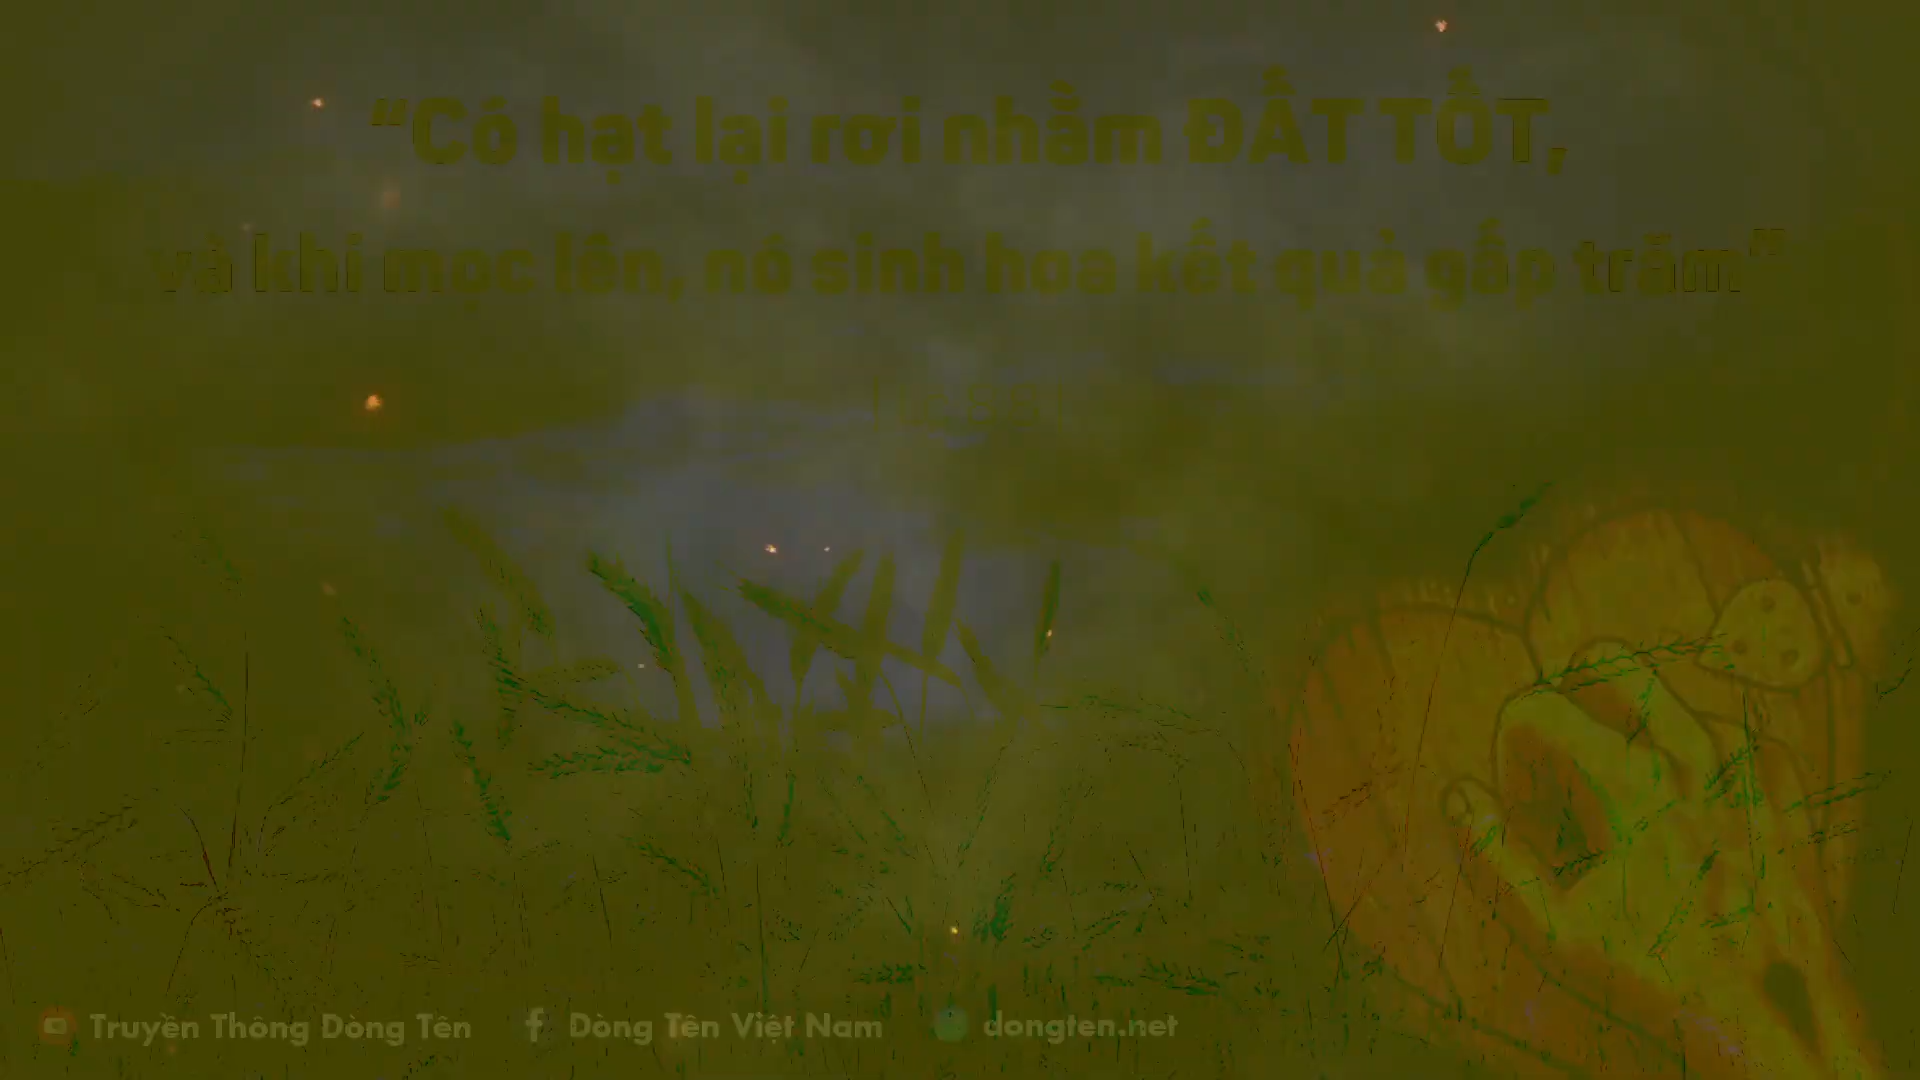 “Có hạt lại rơi nhằm ĐẤT TỐT,
và khi mọc lên, nó sinh hoa kết quả gấp trăm”
Truyền Thông Dòng Tên
Dòng Tên Việt Nam
dongten.net